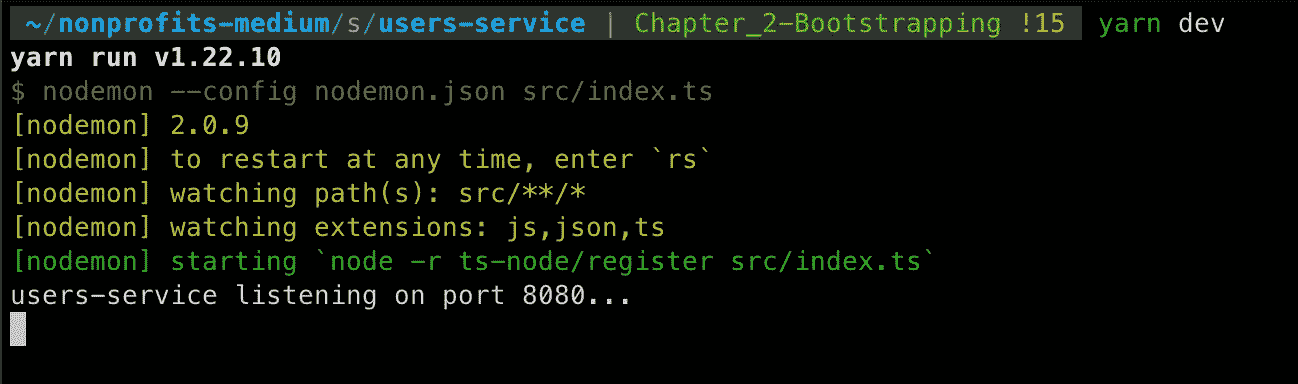 ~/nonprofits-medium/s/users-service | Chapter_2-Bootstrapping !15 yarn dev
yarn run v1.22.10
$ nodemon --config nodemon.json src/index.ts
[nodemon] 2.0.9
[nodemon] to restart at any time, enter `rs`
[nodemon] watching path(s): src/**/*
[nodemon] watching extensions: js,json,ts
[nodemon] starting `node -r ts-node/register src/index.ts`
users-service listening on port 8080...